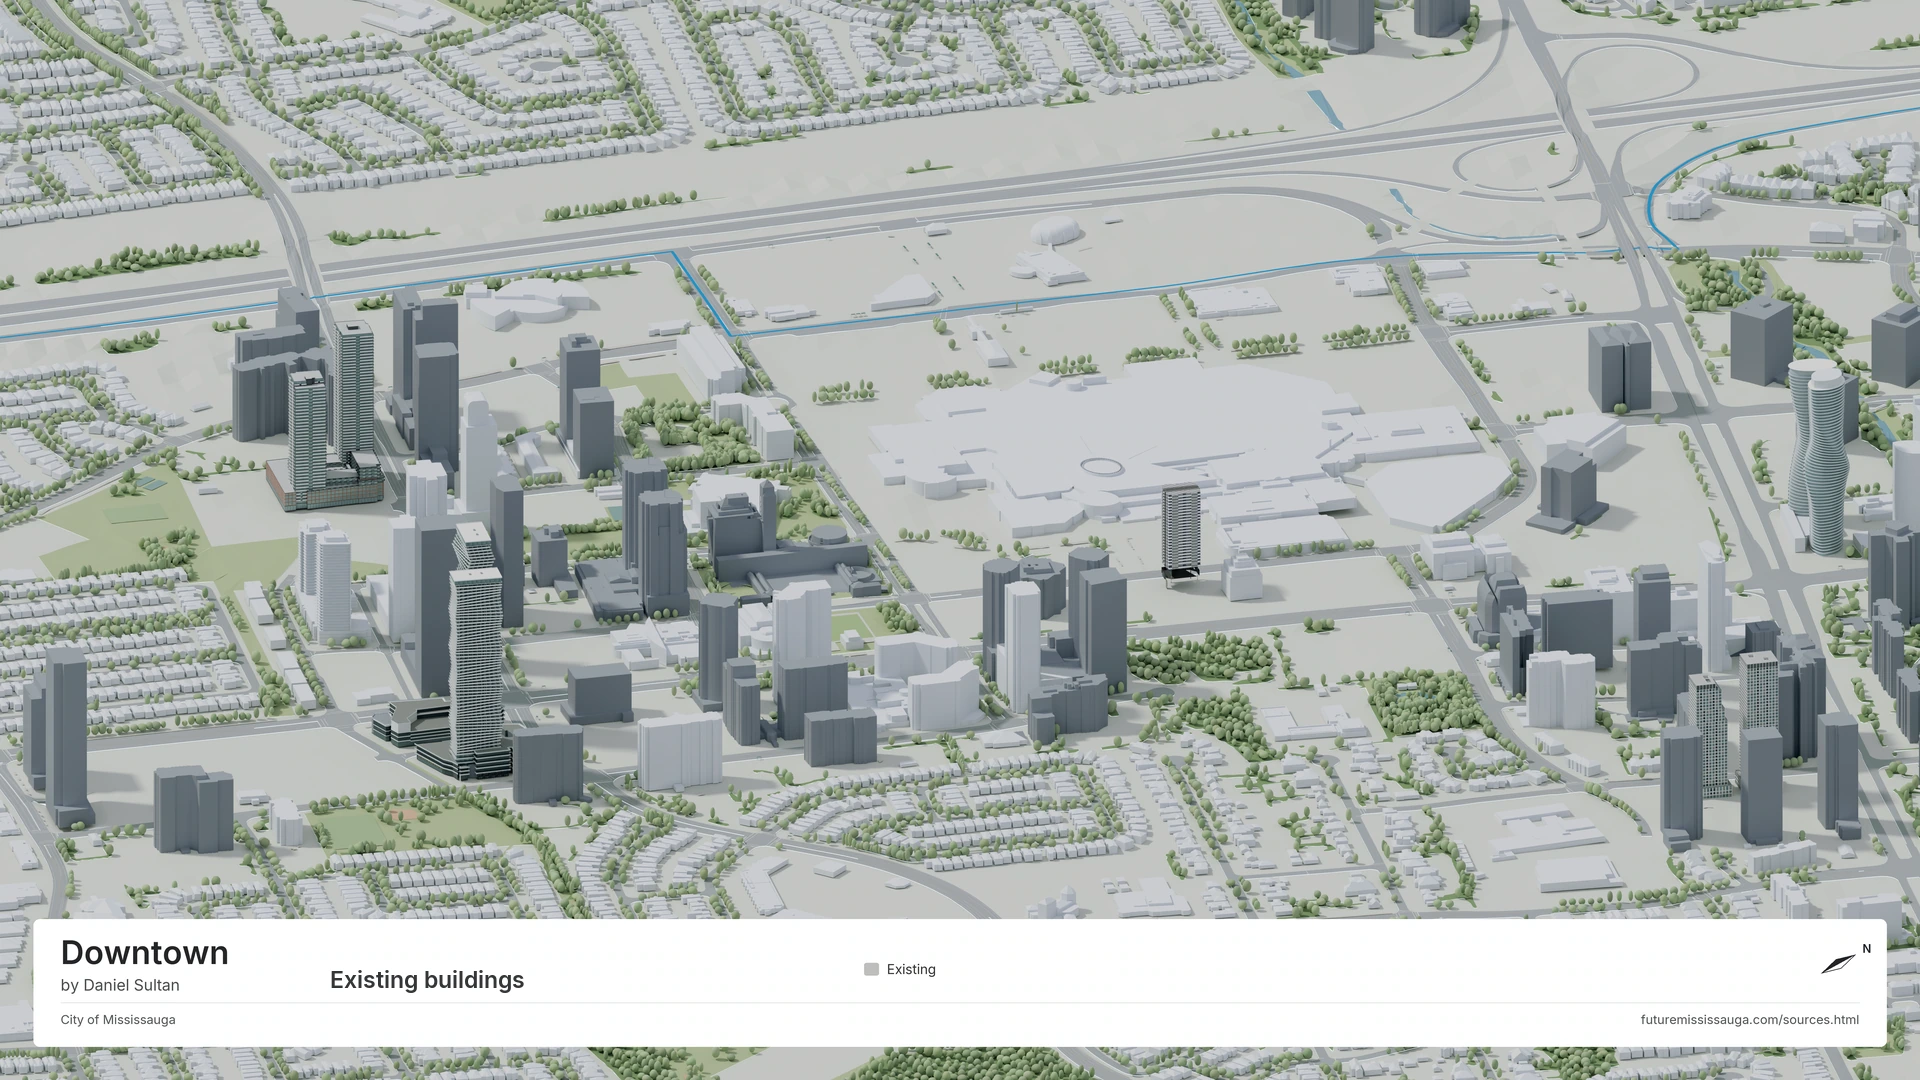 Downtown
by Daniel Sultan
Existing buildings
Existing
N
City of Mississauga
futuremississauga.com/sources.html